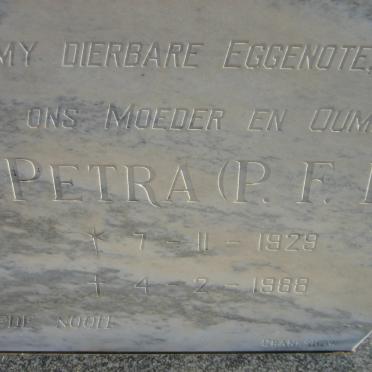 MY DIERBARE EGGENOTE,
ONS MOEDER EN OUM
PETRA (P. F.
* 7 - 11 - 1929
† 4 - 2 - 1988
NOOIT